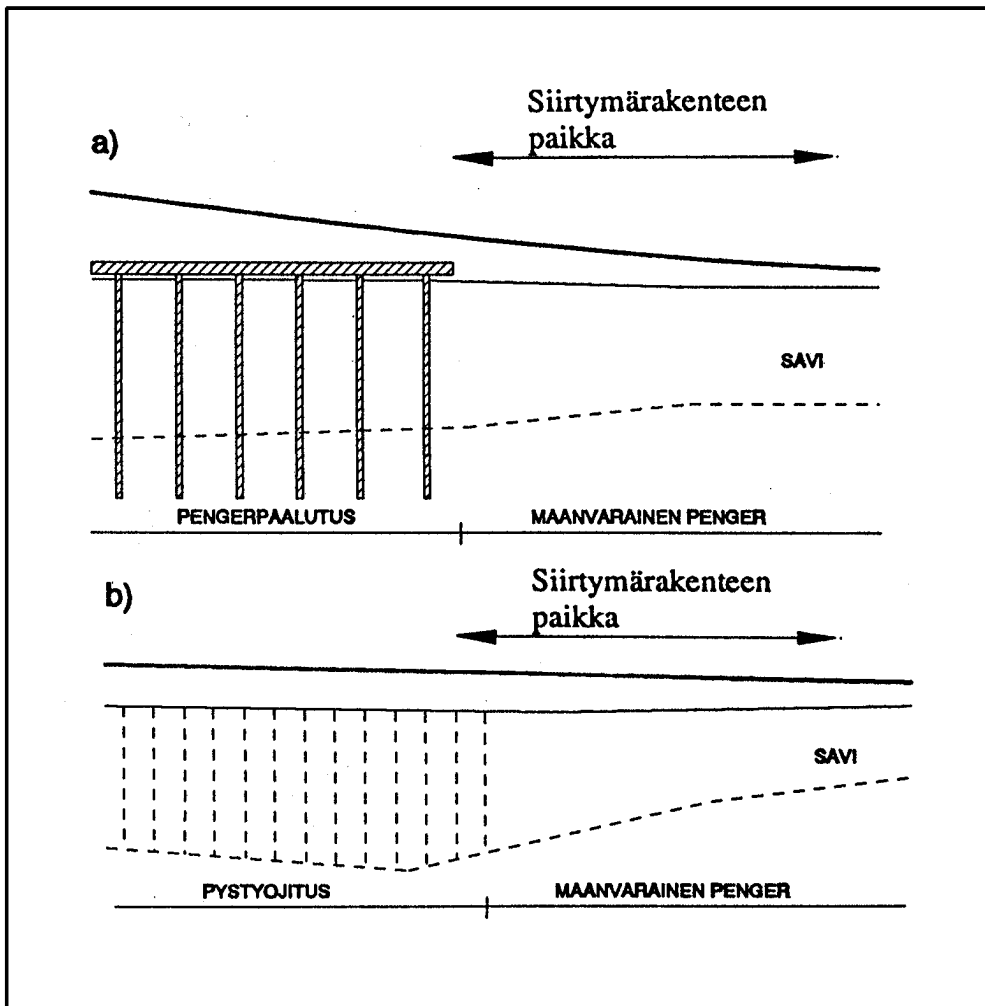 a)
Siirtymärakenteen
paikka
SAVI
PENGERPAALUTUS
MAANVARAINEN PENGER
b)
Siirtymärakenteen
paikka
SAVI
PYSTYOJITUS
MAANVARAINEN PENGER